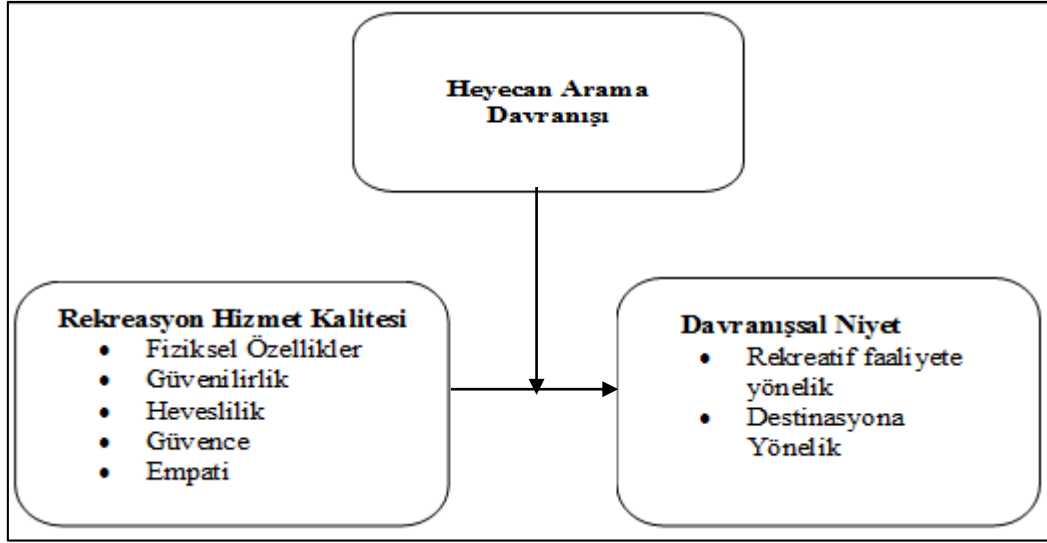 Heyecan Arama
Davranışı
Rekreasyon Hizmet Kalitesi
• Fiziksel Özellikler
• Güvenilirlik
• Heveslilik
• Güvence
• Empati
Davranışsal Niyet
• Rekreatif faaliyete
yönelik
• Destinasyona
Yönelik